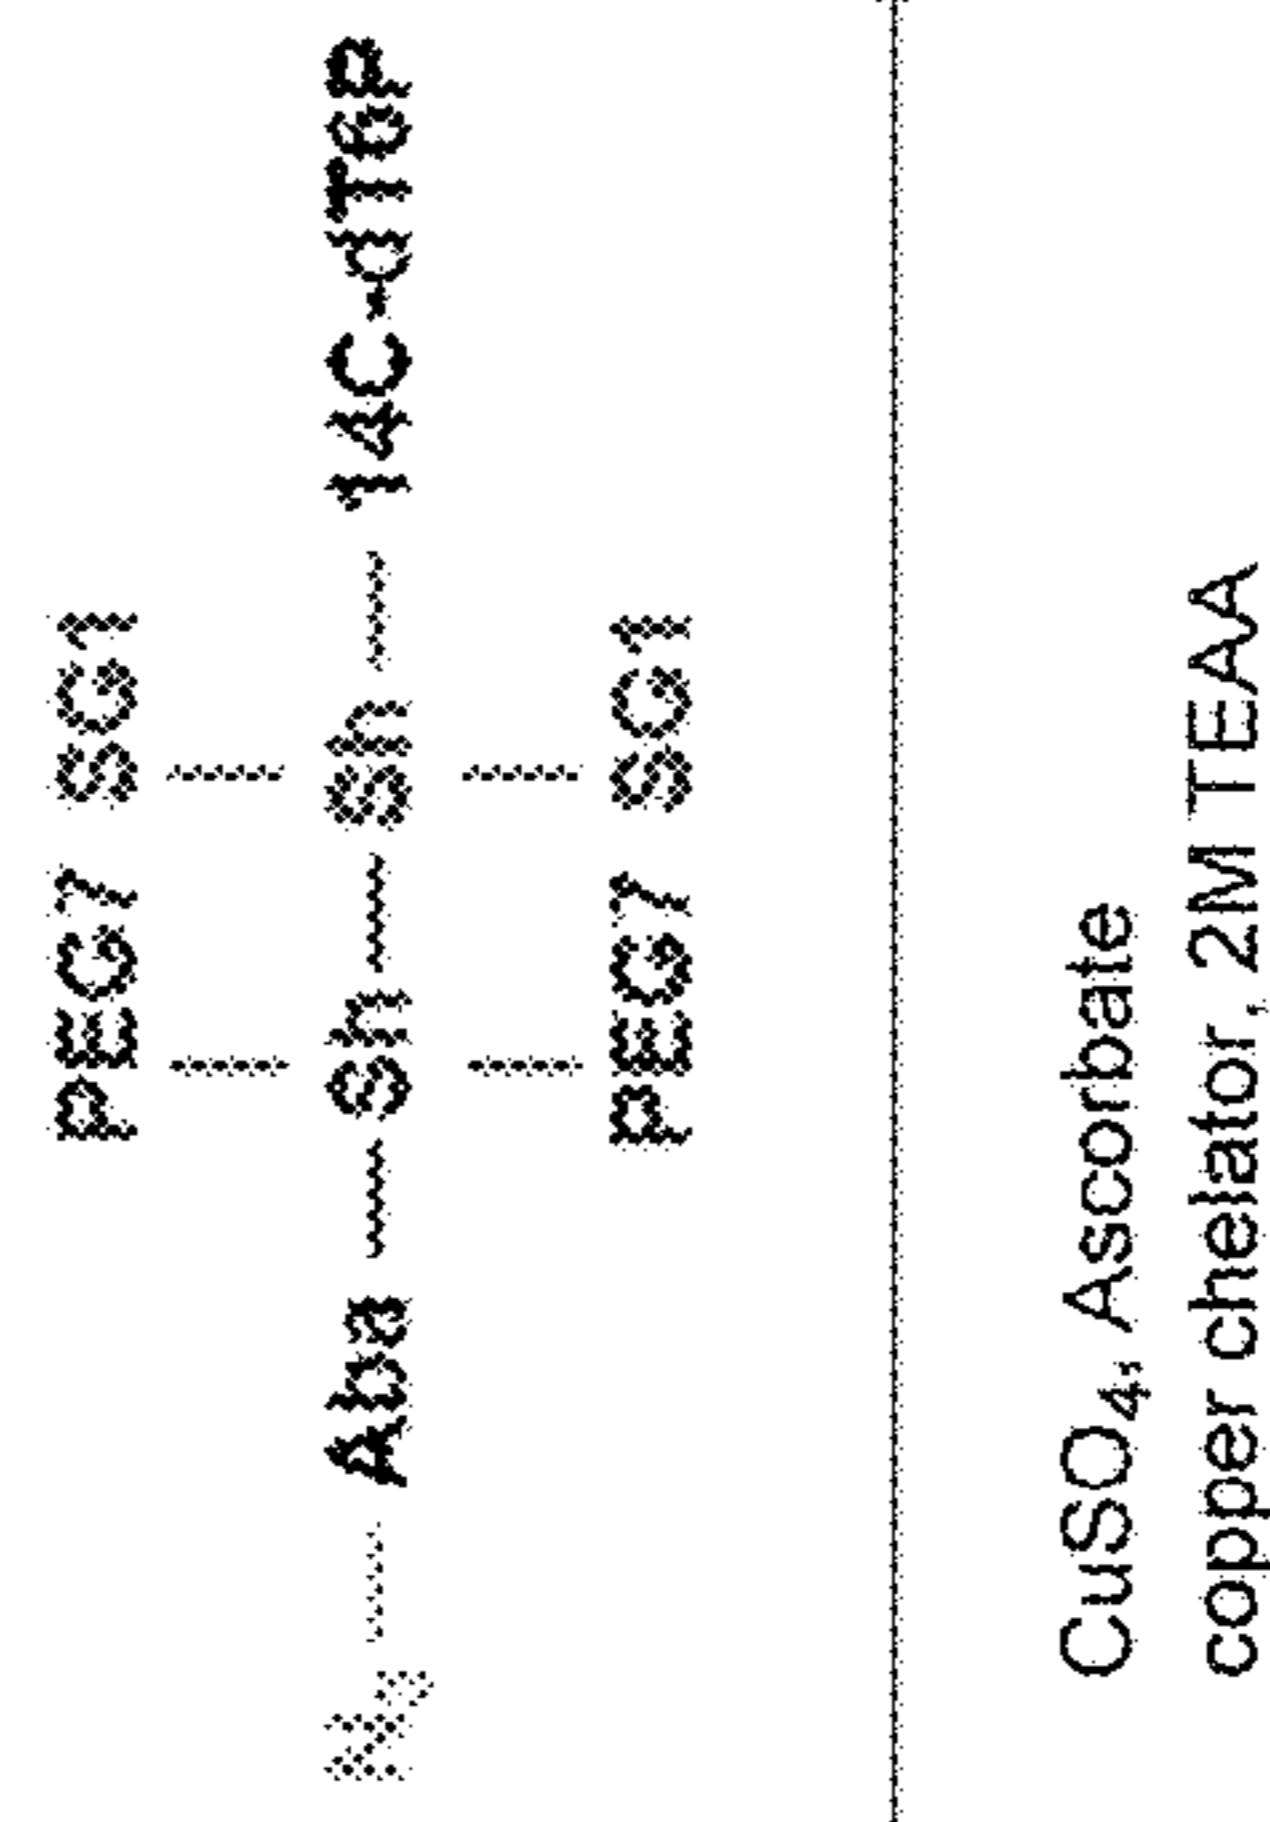 PEG7 SG1
N₃ — Aba — Sh — Sh — 14C-dT6P
PEG7 SG1
CuSO₄, Ascorbate
copper chelator, 2M TEAA